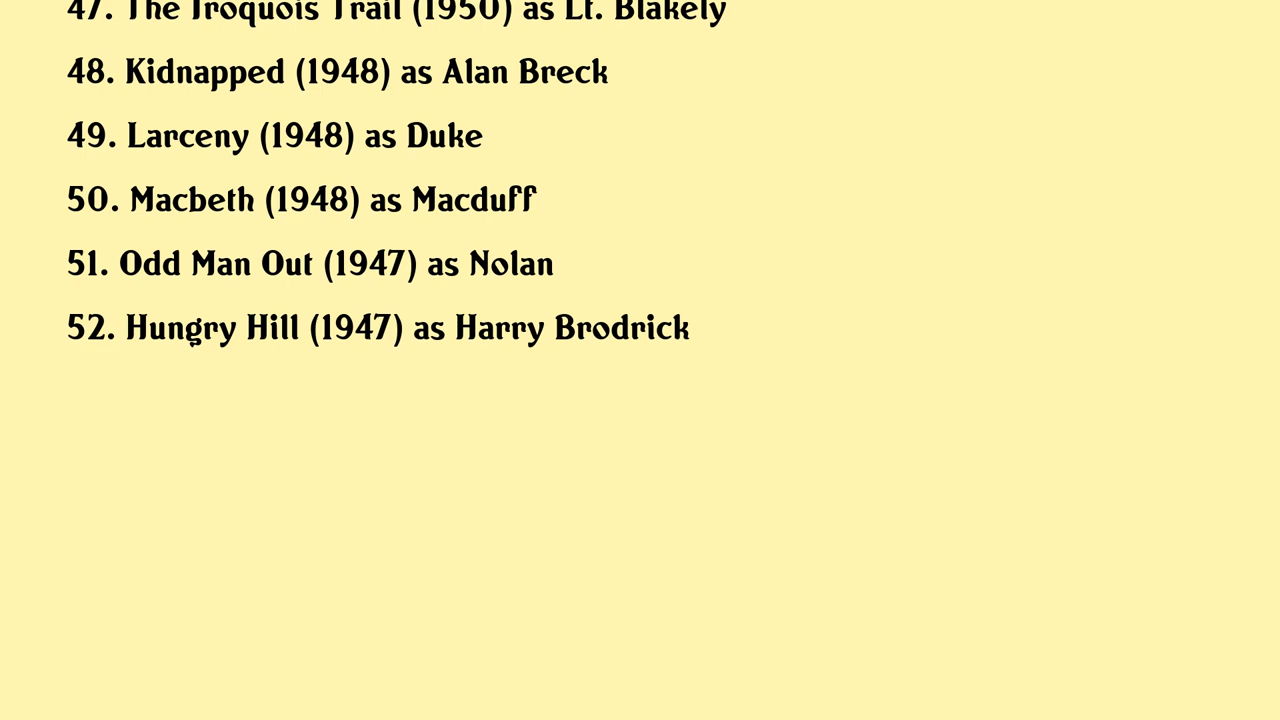 47. The Iroquois Trail (1950) as Lt. Blakely
48. Kidnapped (1948) as Alan Breck
49. Larceny (1948) as Duke
50. Macbeth (1948) as Macduff
51. Odd Man Out (1947) as Nolan
52. Hungry Hill (1947) as Harry Brodrick